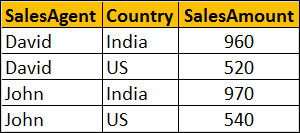 SalesAgent Country SalesAmount
David India 960
David US 520
John India 970
John US 540